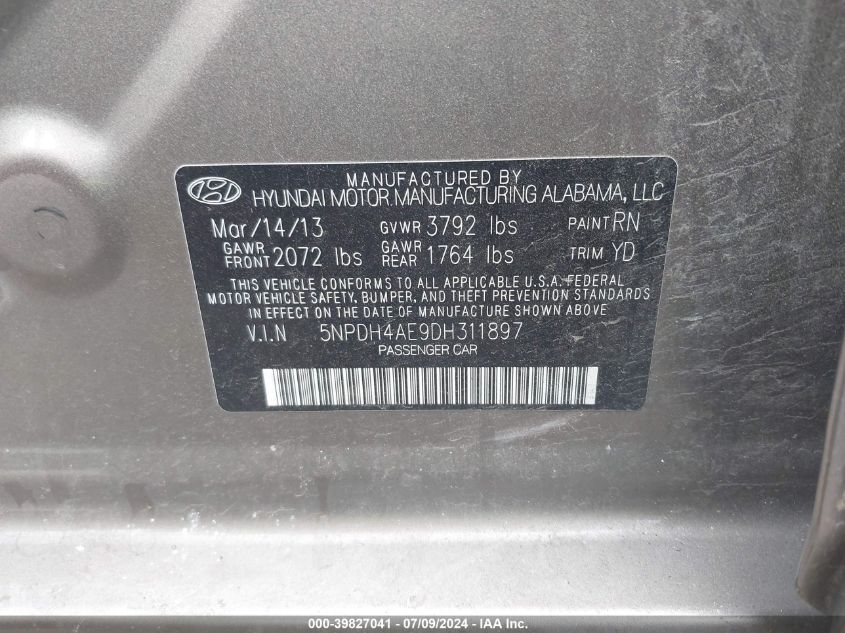 MANUFACTURED BY
HYUNDAI MOTOR MANUFACTURING ALABAMA, LLC
Mar/14/13 GVWR 3792 lbs PAINT RN
GAWR FRONT 2072 lbs GAWR REAR 1764 lbs TRIM YD
THIS VEHICLE CONFORMS TO ALL APPLICABLE U.S.A. FEDERAL
MOTOR VEHICLE SAFETY, BUMPER, AND THEFT PREVENTION STANDARDS
IN EFFECT ON THE DATE OF MANUFACTURE SHOWN ABOVE.
V.I.N 5NPDH4AE9DH311897
PASSENGER CAR
000-39827041 - 07/09/2024 - IAA Inc.